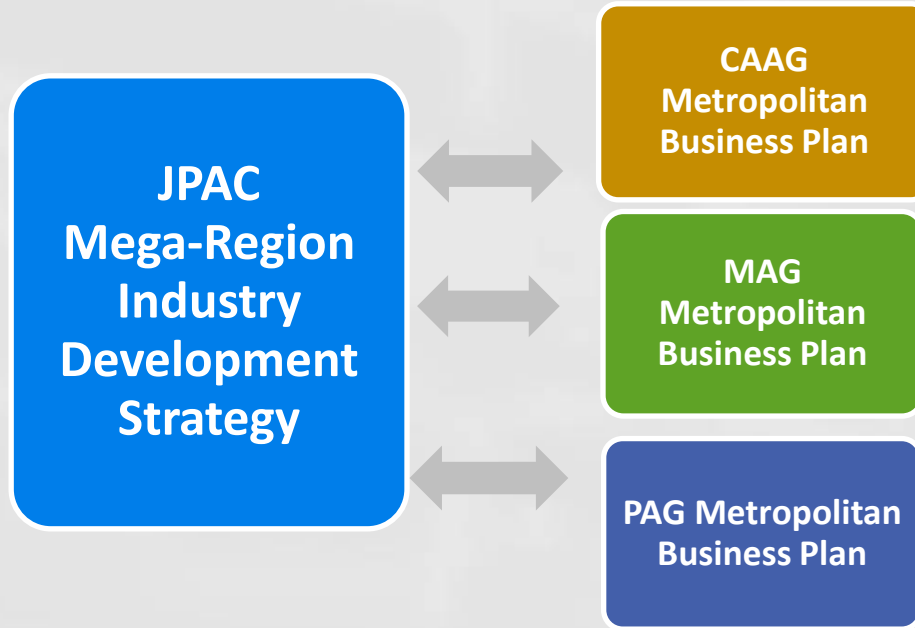 JPAC
Mega-Region
Industry
Development
Strategy
CAAG
Metropolitan
Business Plan
MAG
Metropolitan
Business Plan
PAG Metropolitan
Business Plan